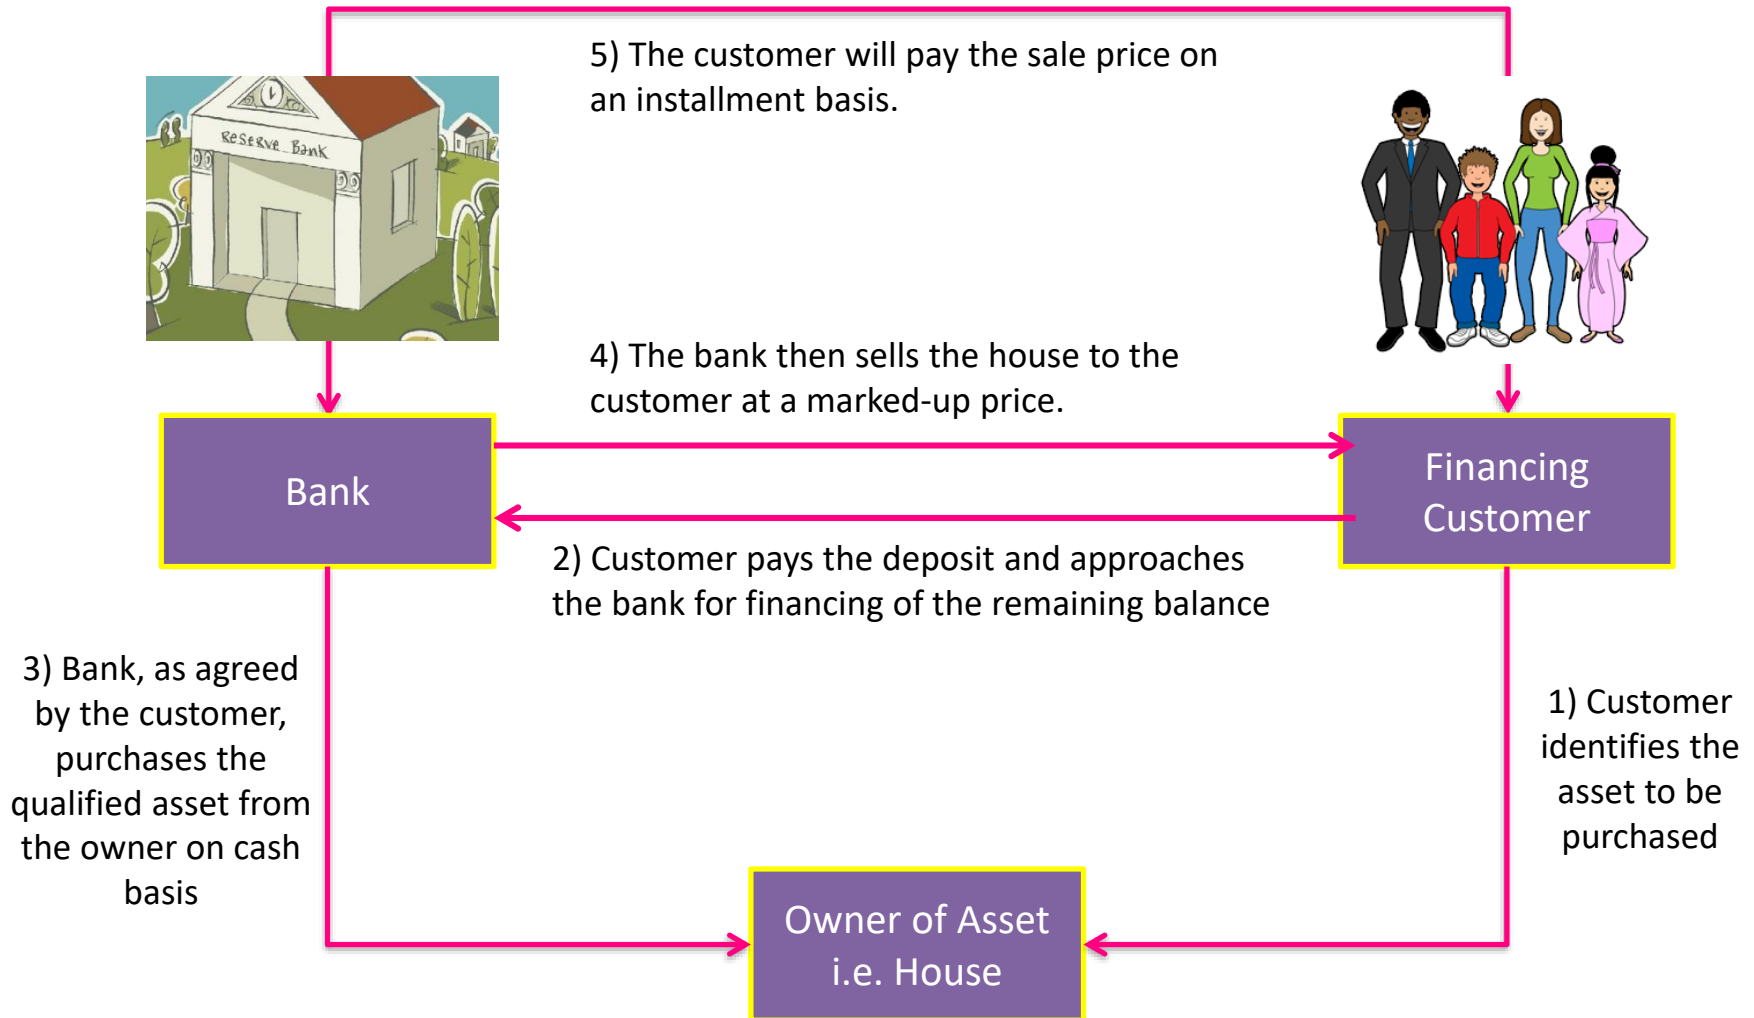 5) The customer will pay the sale price on
an installment basis.
Reserve Bank
4) The bank then sells the house to the
customer at a marked-up price.
Bank
Financing
Customer
2) Customer pays the deposit and approaches
the bank for financing of the remaining balance
3) Bank, as agreed
by the customer,
purchases the
qualified asset from
the owner on cash
basis
1) Customer
identifies the
asset to be
purchased
Owner of Asset
i.e. House